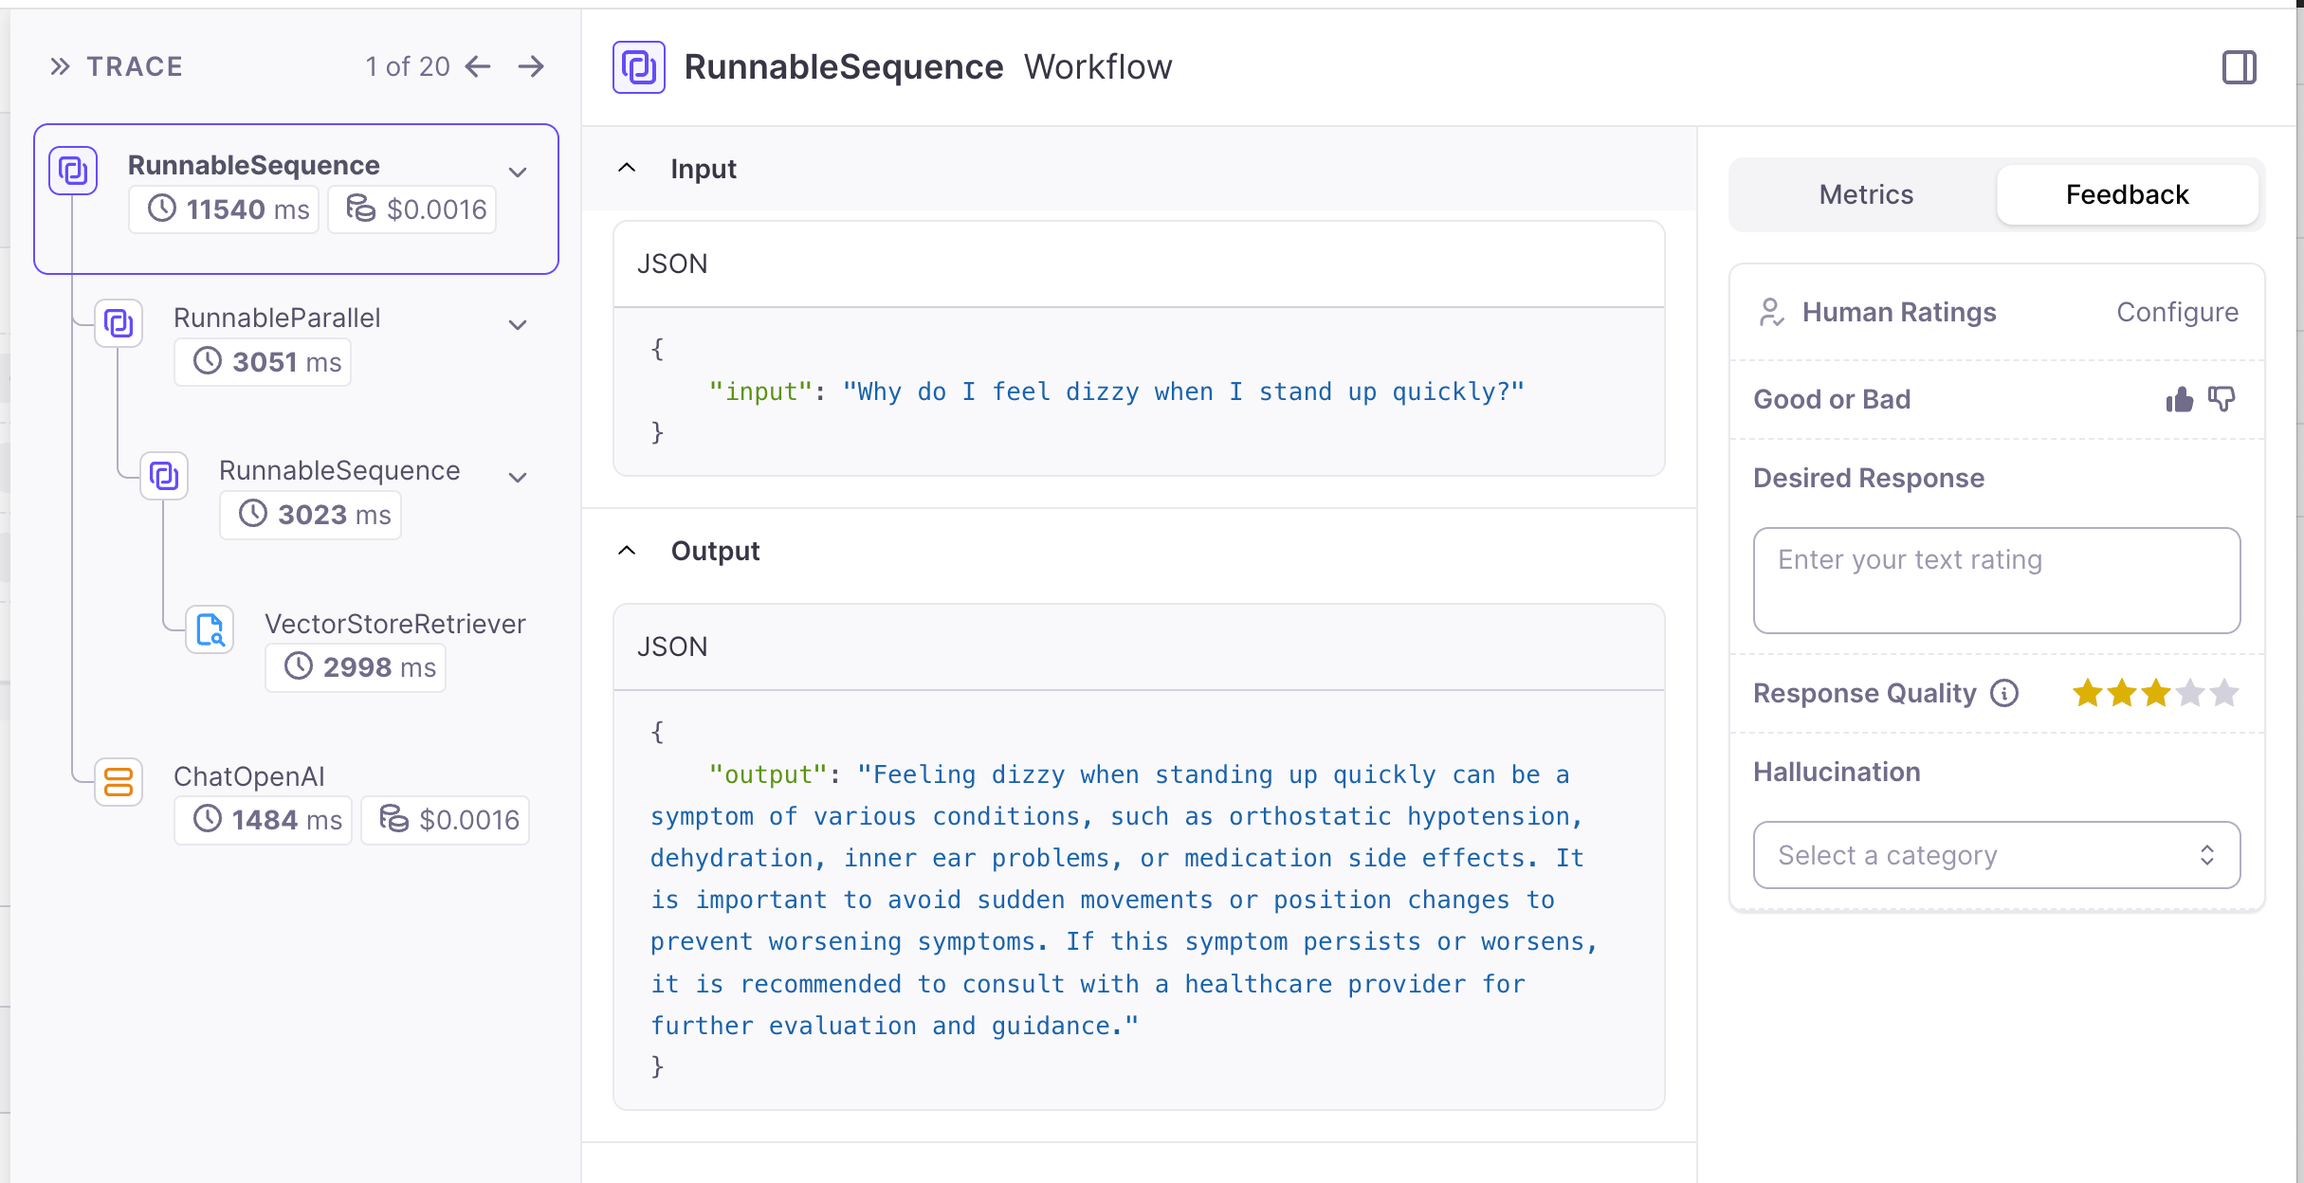 TRACE
1 of 20
RunnableSequence
11540 ms
$0.0016
RunnableParallel
3051 ms
RunnableSequence
3023 ms
VectorStoreRetriever
2998 ms
ChatOpenAI
1484 ms
$0.0016
RunnableSequence Workflow
Input
JSON
{
"input": "Why do I feel dizzy when I stand up quickly?"
}
Output
JSON
{
"output": "Feeling dizzy when standing up quickly can be a
symptom of various conditions, such as orthostatic hypotension,
dehydration, inner ear problems, or medication side effects. It
is important to avoid sudden movements or position changes to
prevent worsening symptoms. If this symptom persists or worsens,
it is recommended to consult with a healthcare provider for
further evaluation and guidance."
}
Metrics
Feedback
Human Ratings
Configure
Good or Bad
Desired Response
Enter your text rating
Response Quality
Hallucination
Select a category